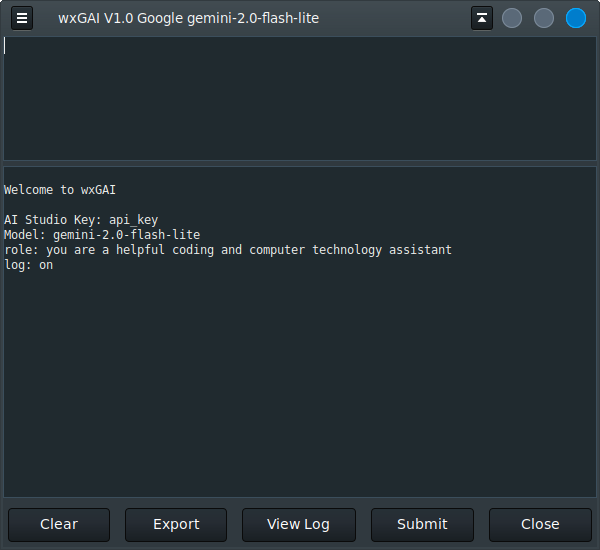 wxGAI V1.0 Google gemini-2.0-flash-lite
Welcome to wxGAI
AI Studio Key: api_key
Model: gemini-2.0-flash-lite
role: you are a helpful coding and computer technology assistant
log: on
Clear Export View Log Submit Close